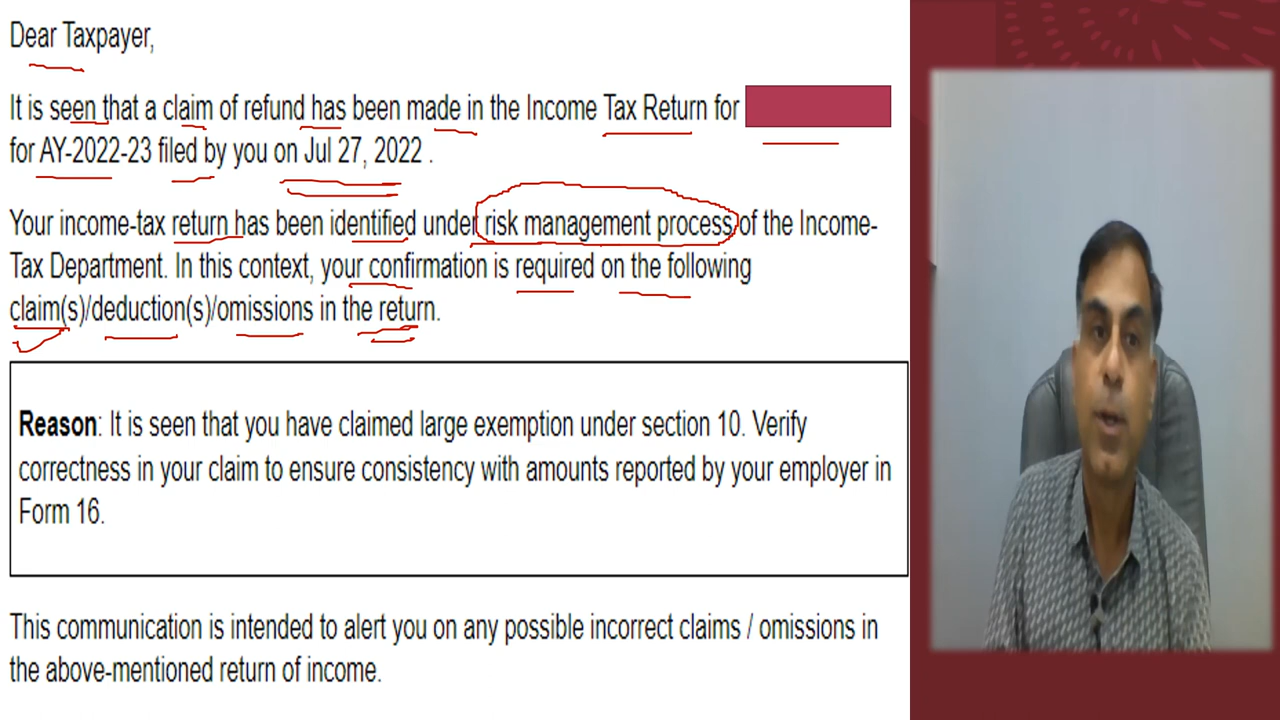 Dear Taxpayer,
It is seen that a claim of refund has been made in the Income Tax Return for
for AY-2022-23 filed by you on Jul 27, 2022 .
Your income-tax return has been identified under risk management process of the Income-
Tax Department. In this context, your confirmation is required on the following
claim(s)/deduction(s)/omissions in the return.
Reason: It is seen that you have claimed large exemption under section 10. Verify
correctness in your claim to ensure consistency with amounts reported by your employer in
Form 16.
This communication is intended to alert you on any possible incorrect claims / omissions in
the above-mentioned return of income.